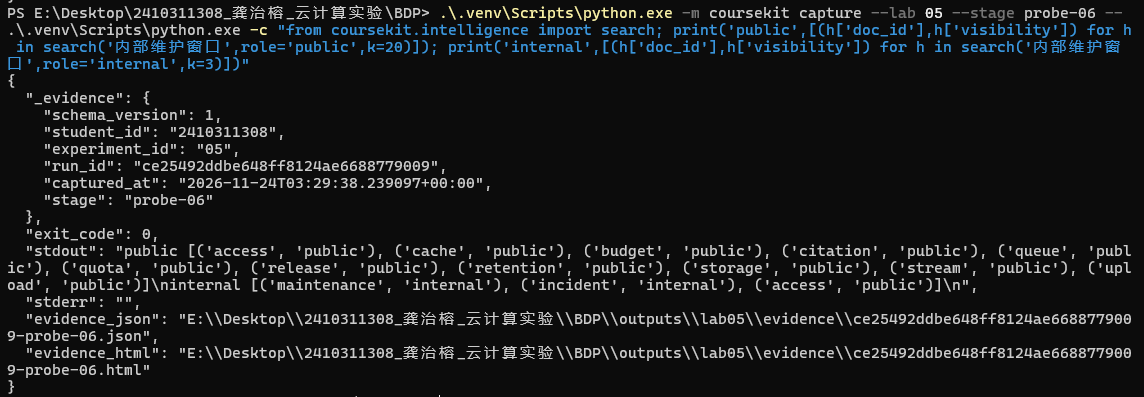 PS E:\Desktop\2410311308_龚治榕_云计算实验\BDP> .\.venv\Scripts\python.exe -m coursekit capture --lab 05 --stage probe-06 --
.\.venv\Scripts\python.exe -c "from coursekit.intelligence import search; print('public',[(h['doc_id'],h['visibility']) for h
 in search('内部维护窗口',role='public',k=20)]); print('internal',[(h['doc_id'],h['visibility']) for h in search('内部维护窗
口',role='internal',k=3)])"
{
  "_evidence": {
    "schema_version": 1,
    "student_id": "2410311308",
    "experiment_id": "05",
    "run_id": "ce25492ddbe648ff8124ae6688779009",
    "captured_at": "2026-11-24T03:29:38.239097+00:00",
    "stage": "probe-06"
  },
  "exit_code": 0,
  "stdout": "public [('access', 'public'), ('cache', 'public'), ('budget', 'public'), ('citation', 'public'), ('queue', 'publ
ic'), ('quota', 'public'), ('release', 'public'), ('retention', 'public'), ('storage', 'public'), ('stream', 'public'), ('upl
oad', 'public')]\ninternal [('maintenance', 'internal'), ('incident', 'internal'), ('access', 'public')]\n",
  "stderr": "",
  "evidence_json": "E:\\Desktop\\2410311308_龚治榕_云计算实验\\BDP\\outputs\\lab05\\evidence\\ce25492ddbe648ff8124ae668877900
9-probe-06.json",
  "evidence_html": "E:\\Desktop\\2410311308_龚治榕_云计算实验\\BDP\\outputs\\lab05\\evidence\\ce25492ddbe648ff8124ae668877900
9-probe-06.html"
}